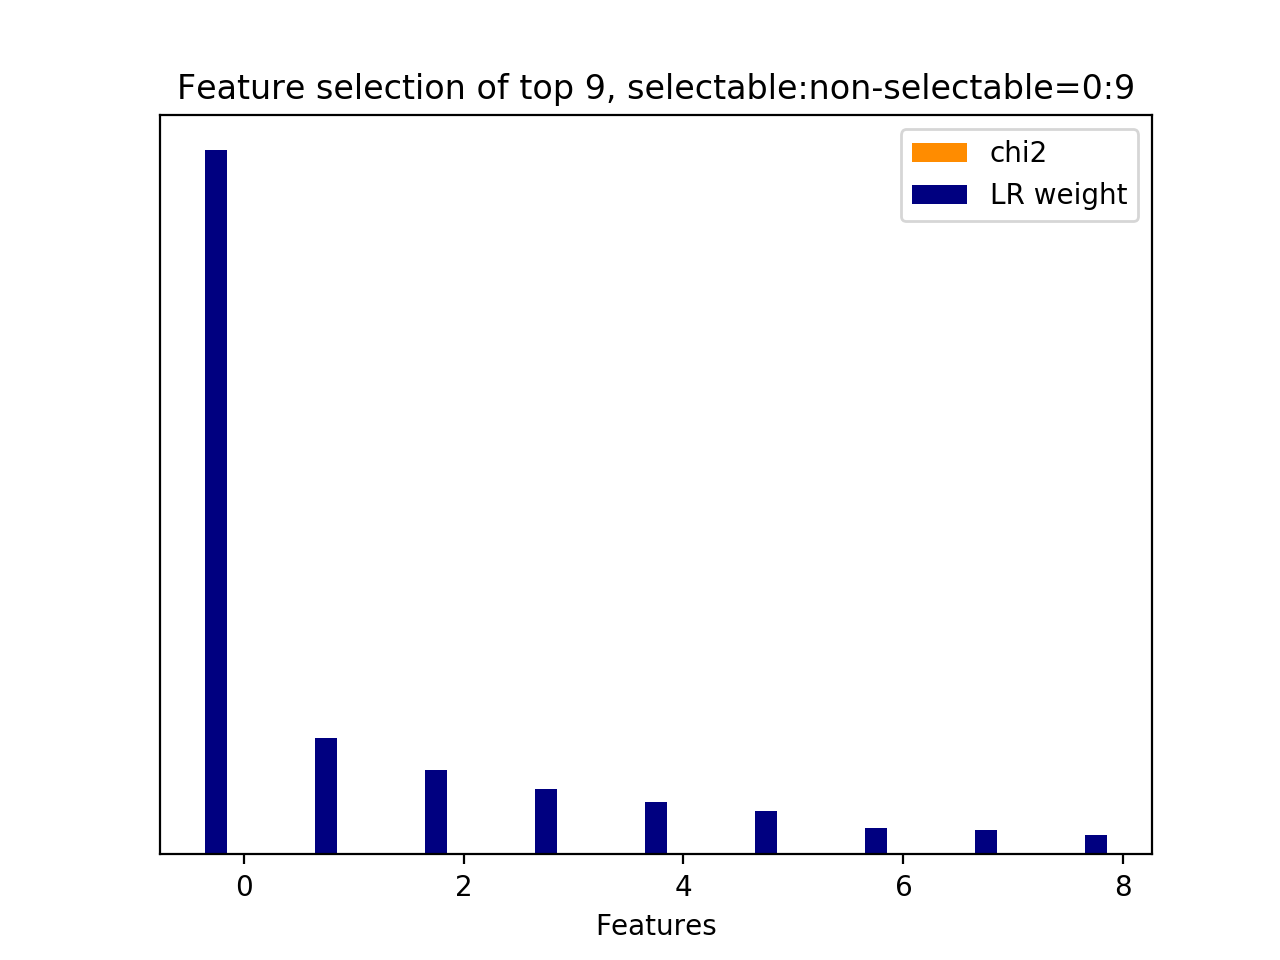 Feature selection of top 9, selectable:non-selectable=0:9
chi2
LR weight
0 2 4 6 8
Features